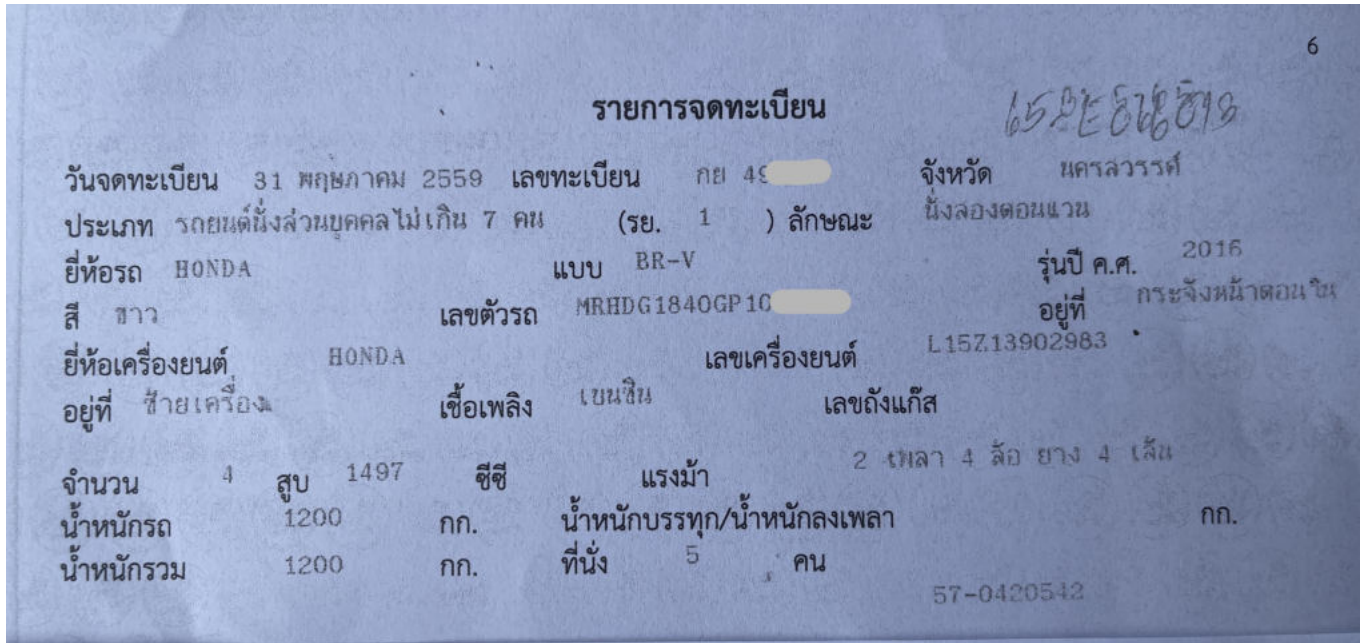 6
รายการจดทะเบียน
วันจดทะเบียน 31 พฤษภาคม 2559 เลขทะเบียน กย 49 จังหวัด นครสวรรค์
ประเภท รถยนต์นั่งส่วนบุคคลไม่เกิน 7 คน (รย. 1 ) ลักษณะ นั่งสองตอนแวน
ยี่ห้อรถ HONDA แบบ BR-V รุ่นปี ค.ศ. 2016
สี ขาว เลขตัวรถ MRHDG1840GP10 อยู่ที่ กระจังหน้าตอนใน
ยี่ห้อเครื่องยนต์ HONDA เลขเครื่องยนต์ L15Z13902983
อยู่ที่ ซ้ายเครื่อง เชื้อเพลิง เบนซิน เลขถังแก๊ส
จำนวน 4 สูบ 1497 ซีซี แรงม้า 2 เพลา 4 ล้อ ยาง 4 เส้น
น้ำหนักรถ 1200 กก. น้ำหนักบรรทุก/น้ำหนักลงเพลา กก.
น้ำหนักรวม 1200 กก. ที่นั่ง 5 คน
57-0420542